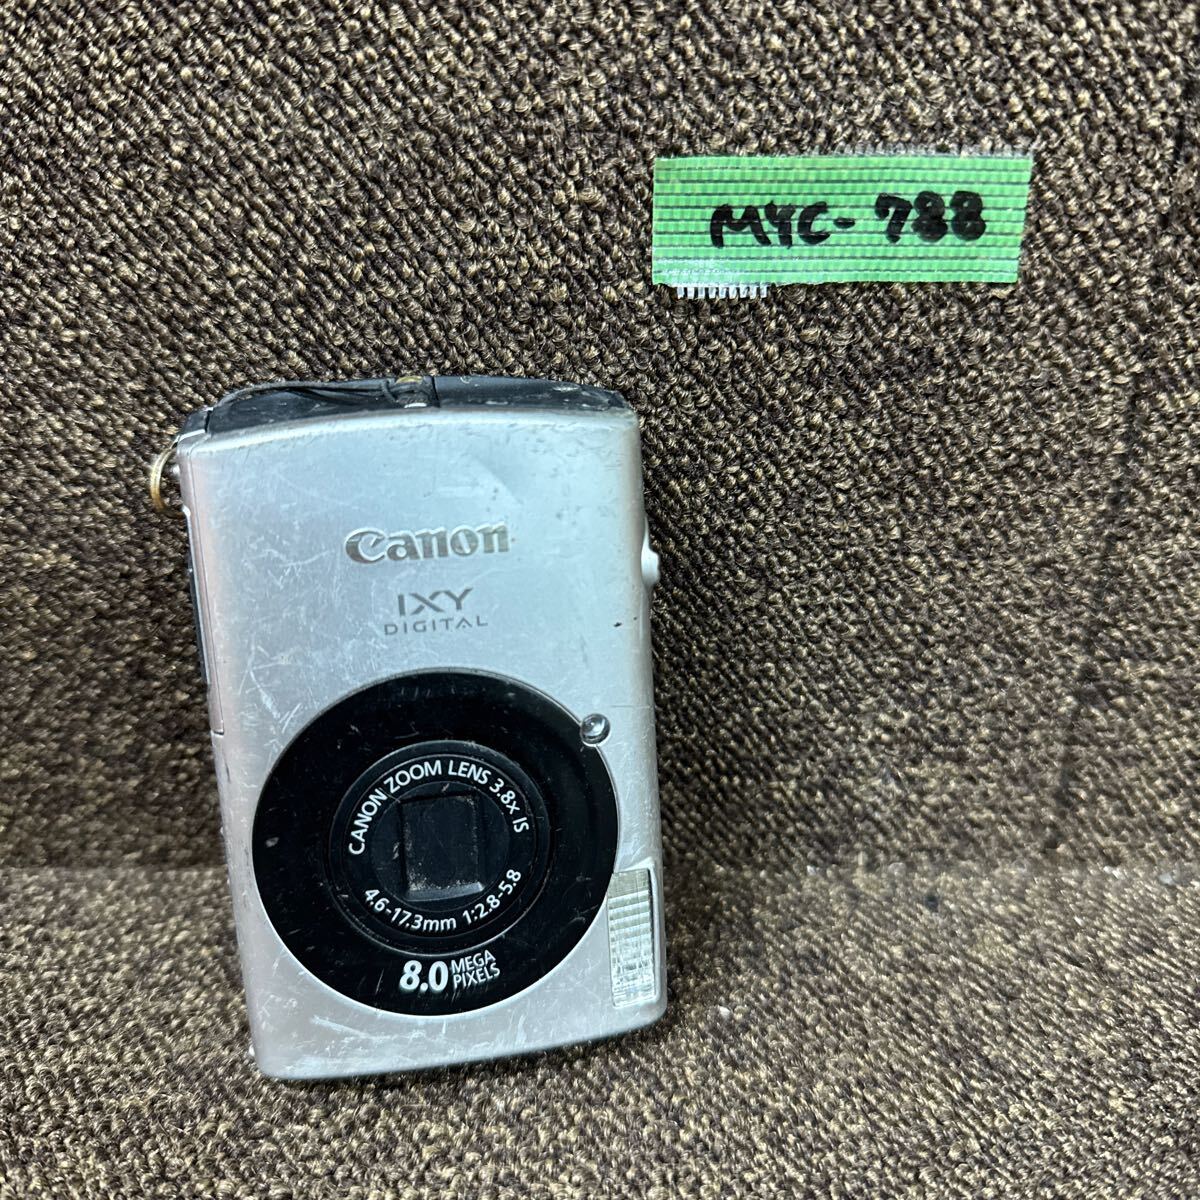 MYC-788
Canon
IXY
DIGITAL
CANON ZOOM LENS 3.8x IS
4.6-17.3mm 1:2.8-5.8
8.0 MEGA
PIXELS